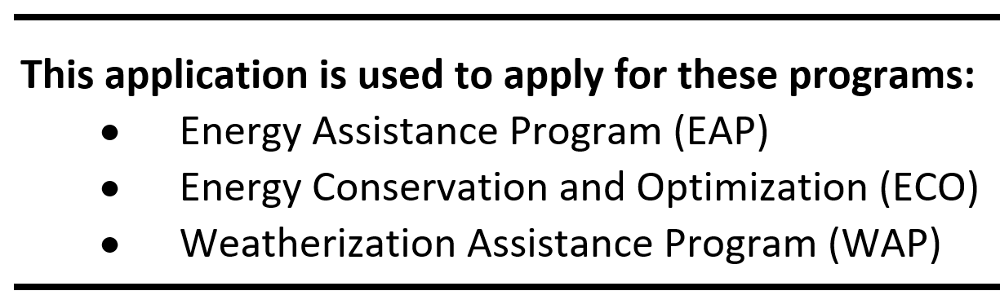 This application is used to apply for these programs:
• Energy Assistance Program (EAP)
• Energy Conservation and Optimization (ECO)
• Weatherization Assistance Program (WAP)